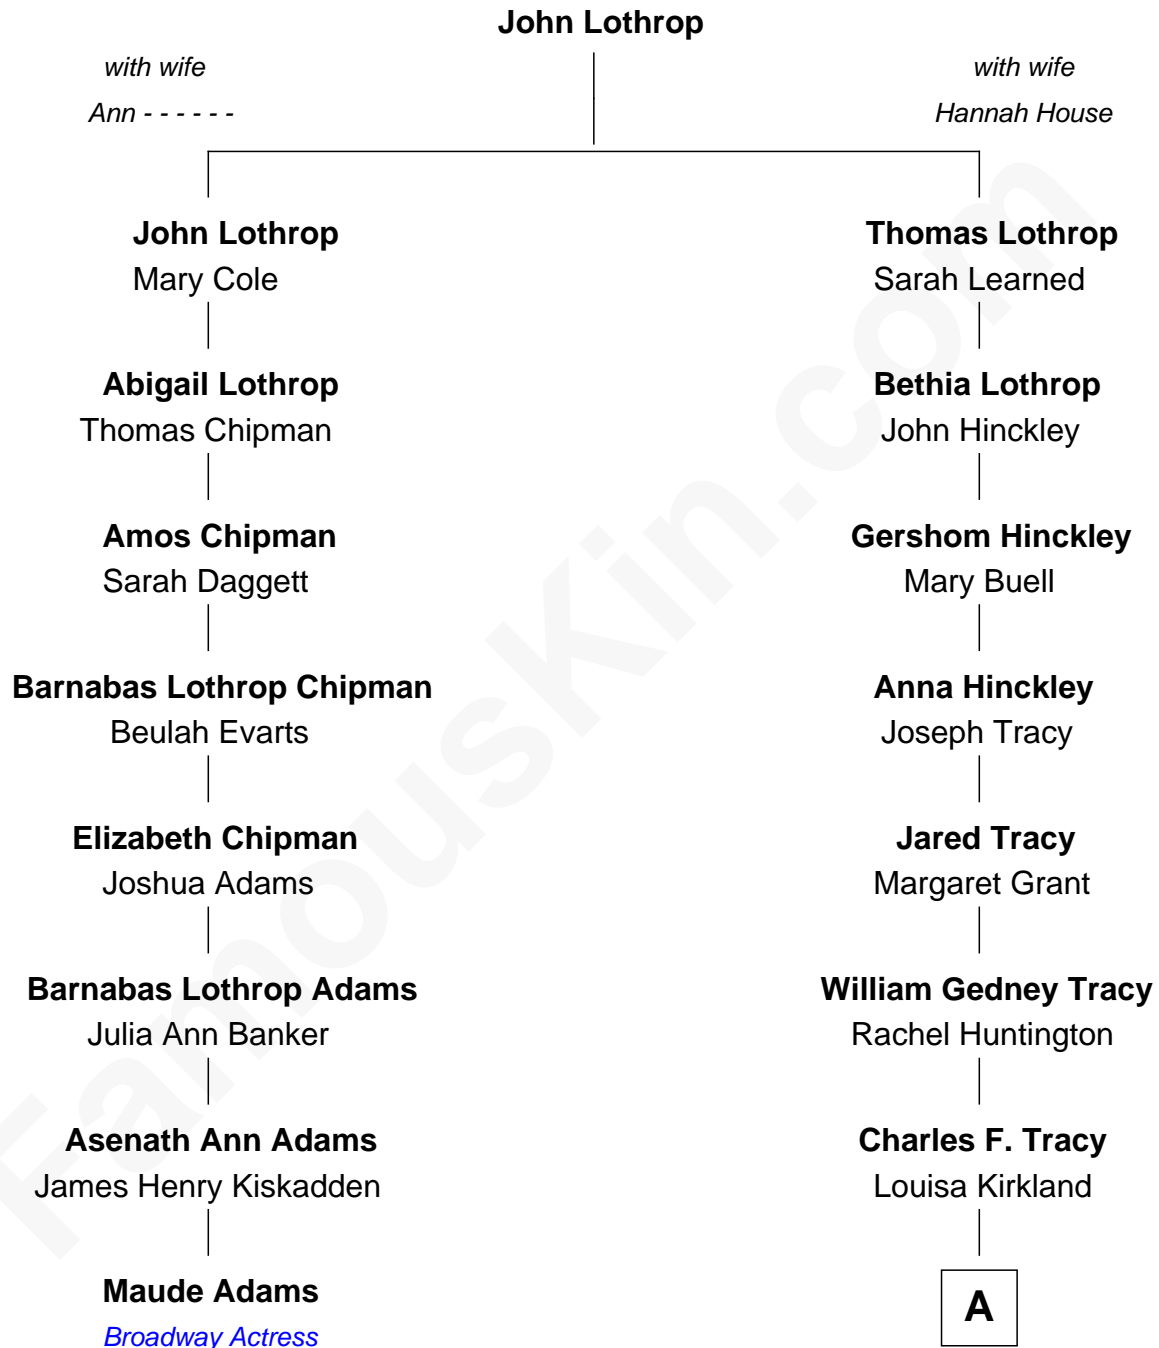 John Lothrop
with wife
Ann - - - - - -
with wife
Hannah House
John Lothrop
Mary Cole
Thomas Lothrop
Sarah Learned
Abigail Lothrop
Thomas Chipman
Bethia Lothrop
John Hinckley
Amos Chipman
Sarah Daggett
Gershom Hinckley
Mary Buell
Barnabas Lothrop Chipman
Beulah Evarts
Anna Hinckley
Joseph Tracy
Elizabeth Chipman
Joshua Adams
Jared Tracy
Margaret Grant
Barnabas Lothrop Adams
Julia Ann Banker
William Gedney Tracy
Rachel Huntington
Asenath Ann Adams
James Henry Kiskadden
Charles F. Tracy
Louisa Kirkland
Maude Adams
Broadway Actress
A
FamousKin.com